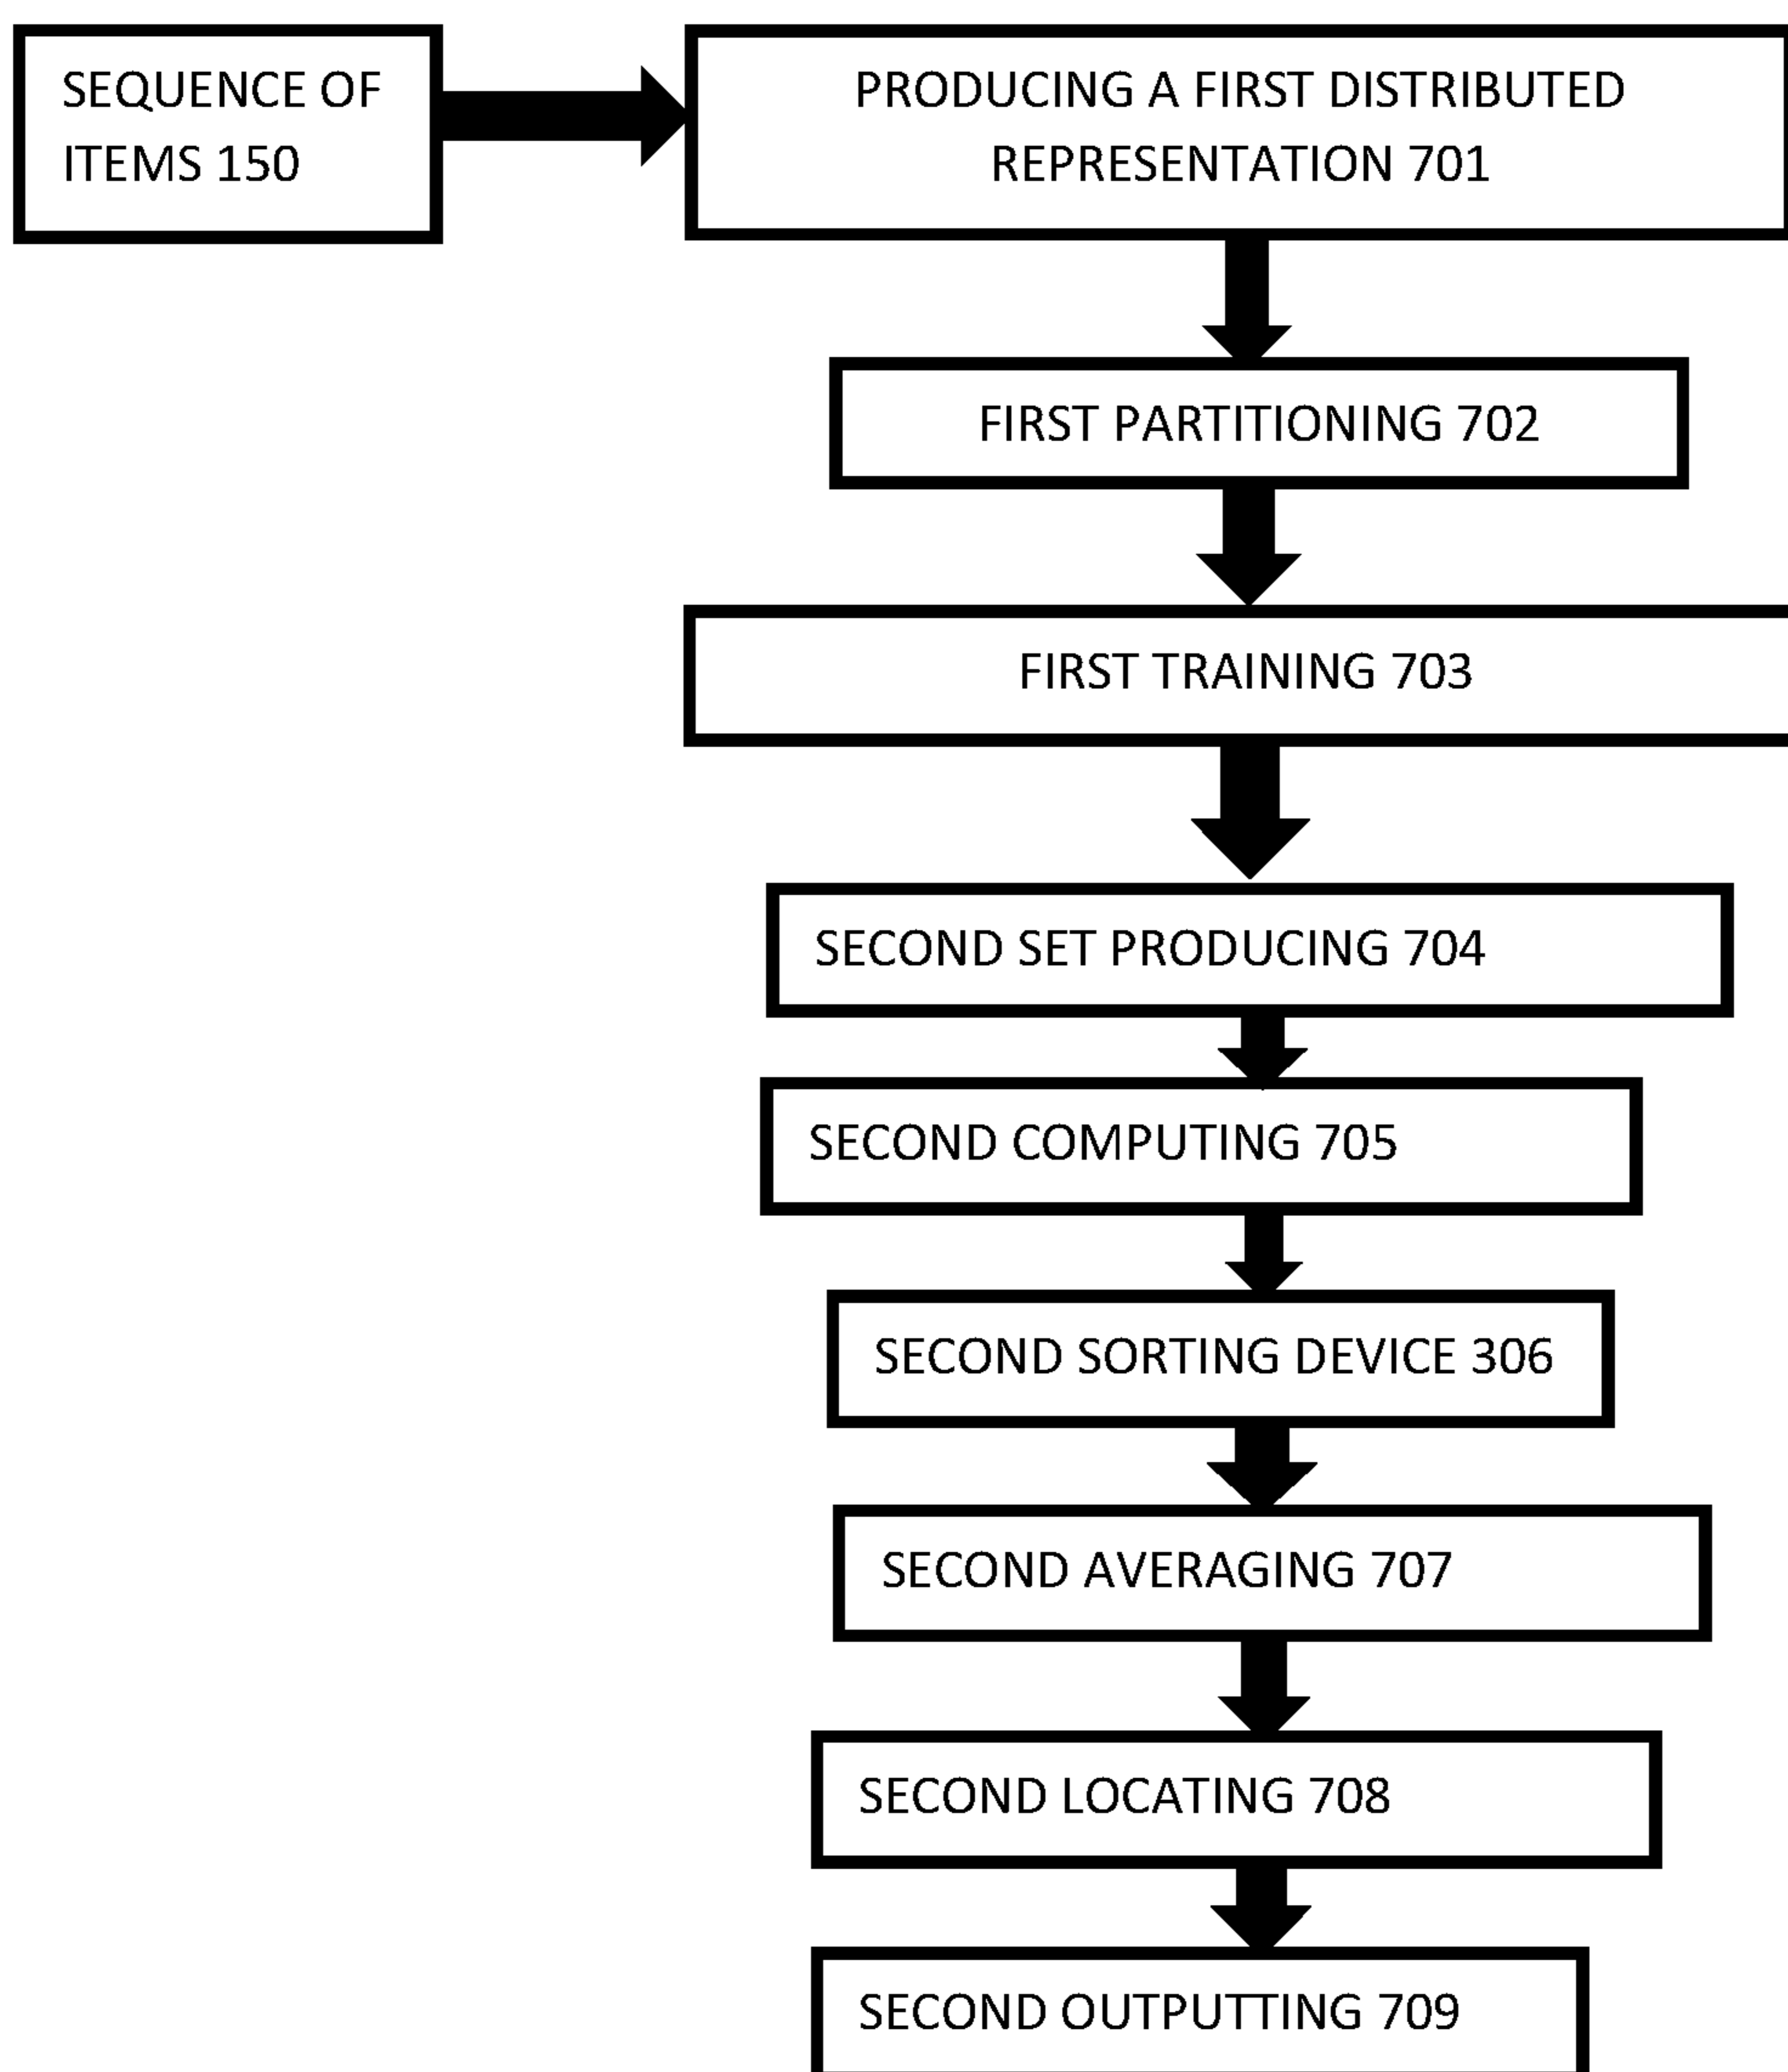 SEQUENCE OF
ITEMS 150
PRODUCING A FIRST DISTRIBUTED
REPRESENTATION 701
FIRST PARTITIONING 702
FIRST TRAINING 703
SECOND SET PRODUCING 704
SECOND COMPUTING 705
SECOND SORTING DEVICE 306
SECOND AVERAGING 707
SECOND LOCATING 708
SECOND OUTPUTTING 709